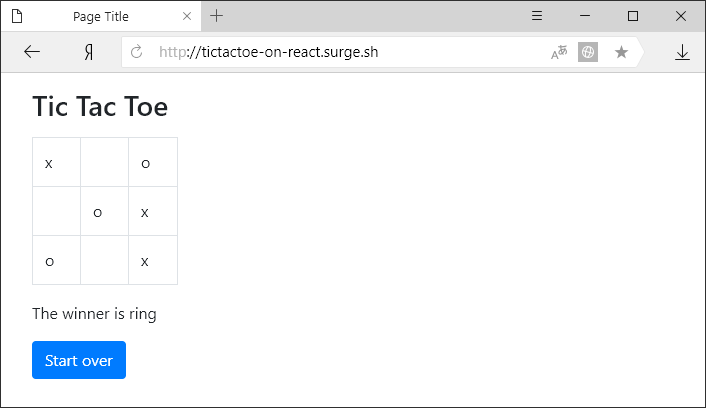 Page Title
Я http://tictactoe-on-react.surge.sh
Tic Tac Toe
x o
o x
o x
The winner is ring
Start over